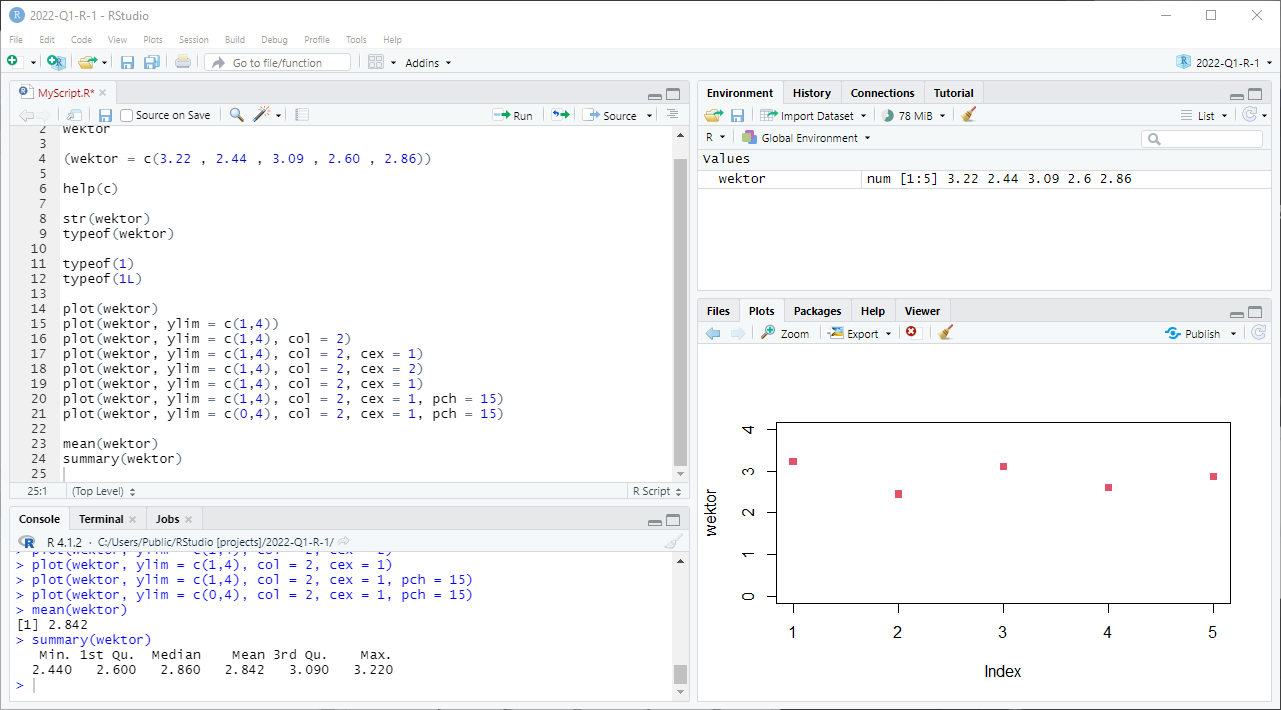 2022-Q1-R-1 - RStudio
File Edit Code View Plots Session Build Debug Profile Tools Help
Go to file/function Addins 2022-Q1-R-1
MyScript.R*
Source on Save Run Source
2 wektor
3
4 (wektor = c(3.22 , 2.44 , 3.09 , 2.60 , 2.86))
5
6 help(c)
7
8 str(wektor)
9 typeof(wektor)
10
11 typeof(1)
12 typeof(1L)
13
14 plot(wektor)
15 plot(wektor, ylim = c(1,4))
16 plot(wektor, ylim = c(1,4), col = 2)
17 plot(wektor, ylim = c(1,4), col = 2, cex = 1)
18 plot(wektor, ylim = c(1,4), col = 2, cex = 2)
19 plot(wektor, ylim = c(1,4), col = 2, cex = 1)
20 plot(wektor, ylim = c(1,4), col = 2, cex = 1, pch = 15)
21 plot(wektor, ylim = c(0,4), col = 2, cex = 1, pch = 15)
22
23 mean(wektor)
24 summary(wektor)
25
25:1 (Top Level) R Script
Console Terminal Jobs
R 4.1.2 · C:/Users/Public/RStudio [projects]/2022-Q1-R-1/
> plot(wektor, ylim = c(1,4), col = 2, cex = 2)
> plot(wektor, ylim = c(1,4), col = 2, cex = 1)
> plot(wektor, ylim = c(1,4), col = 2, cex = 1, pch = 15)
> plot(wektor, ylim = c(0,4), col = 2, cex = 1, pch = 15)
> mean(wektor)
[1] 2.842
> summary(wektor)
Min. 1st Qu. Median Mean 3rd Qu. Max.
2.440 2.600 2.860 2.842 3.090 3.220
>
Environment History Connections Tutorial
Import Dataset 78 MiB List
R Global Environment
Values
wektor num [1:5] 3.22 2.44 3.09 2.6 2.86
Files Plots Packages Help Viewer
Zoom Export Publish
4
3
2
1
0
wektor
1 2 3 4 5
Index